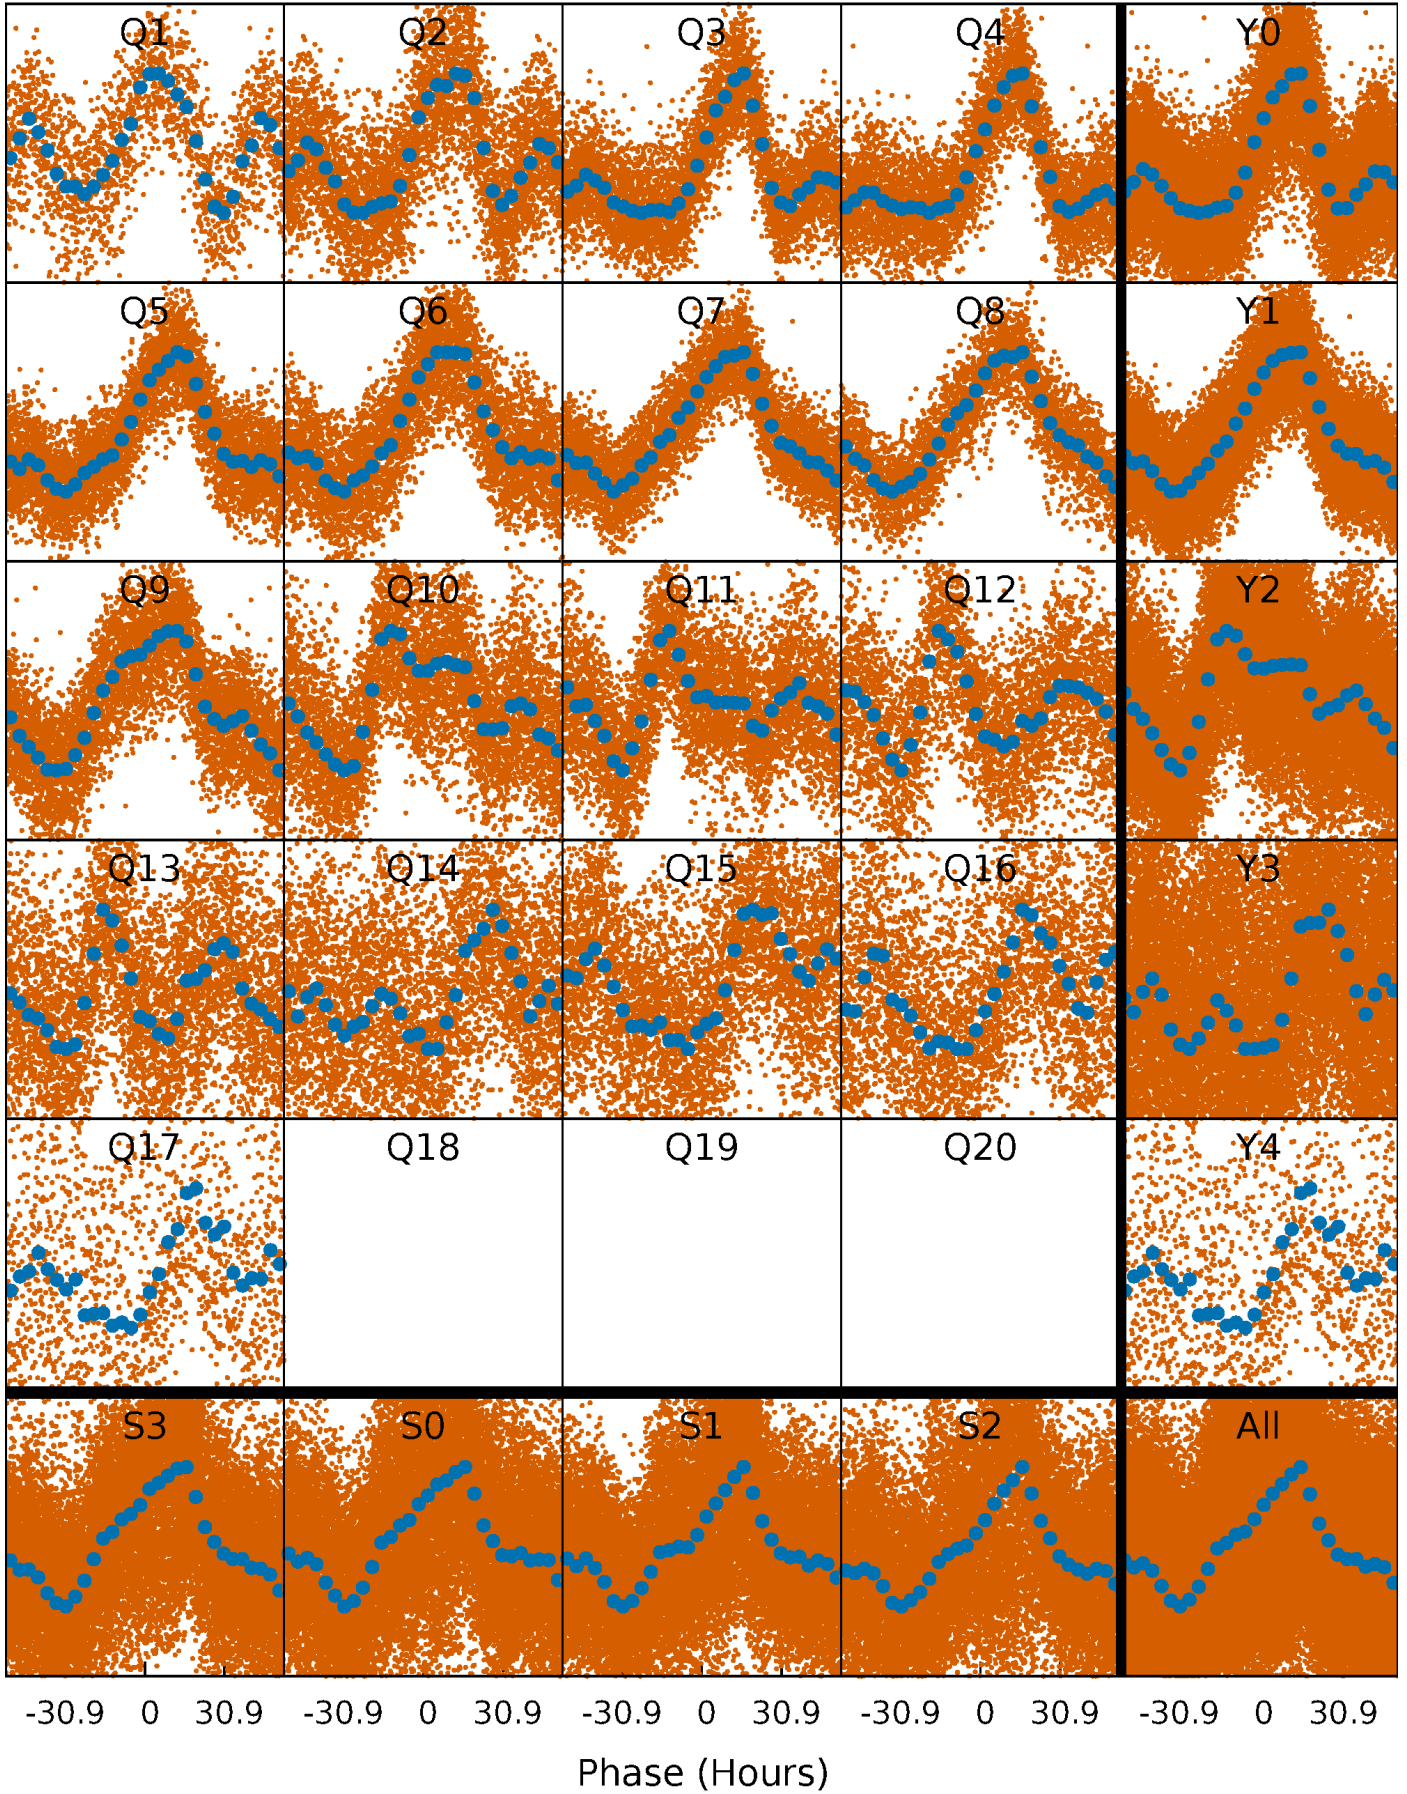 Q1 Q2 Q3 Q4 Y0
Q5 Q6 Q7 Q8 Y1
Q9 Q10 Q11 Q12 Y2
Q13 Q14 Q15 Q16 Y3
Q17 Q18 Q19 Q20 Y4
S3 S0 S1 S2 All
-30.9 0 30.9 -30.9 0 30.9 -30.9 0 30.9 -30.9 0 30.9 -30.9 0 30.9
Phase (Hours)